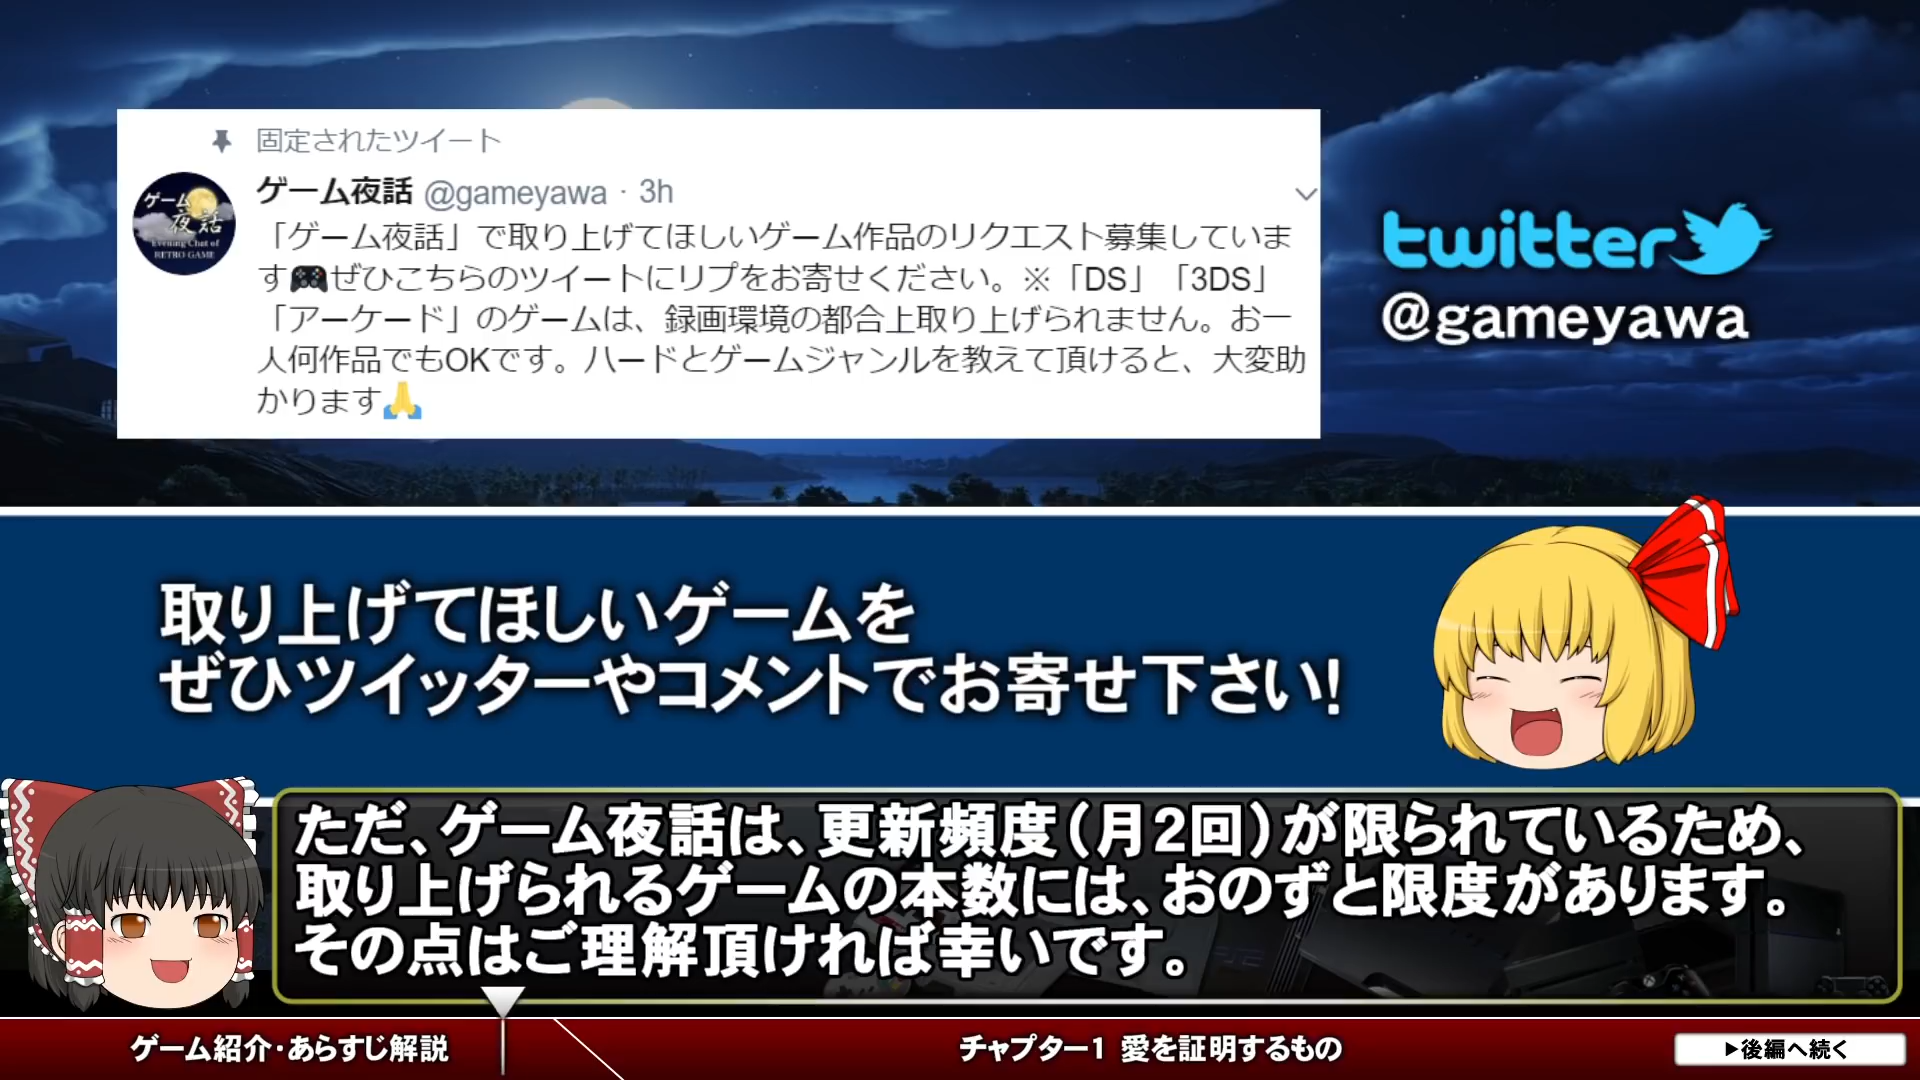 固定されたツイート
ゲーム夜話 @gameyawa · 3h
「ゲーム夜話」で取り上げてほしいゲーム作品のリクエスト募集していま
す🎮ぜひこちらのツイートにリプをお寄せください。※「DS」「3DS」
「アーケード」のゲームは、録画環境の都合上取り上げられません。お一
人何作品でもOKです。ハードとゲームジャンルを教えて頂けると、大変助
かります🙏
ゲーム
夜話
Evening Chat of
RETRO GAME
twitter
@gameyawa
取り上げてほしいゲームを
ぜひツイッターやコメントでお寄せ下さい!
ただ、ゲーム夜話は、更新頻度(月2回)が限られているため、
取り上げられるゲームの本数には、おのずと限度があります。
その点はご理解頂ければ幸いです。
ゲーム紹介・あらすじ解説
チャプター1 愛を証明するもの
▶後編へ続く